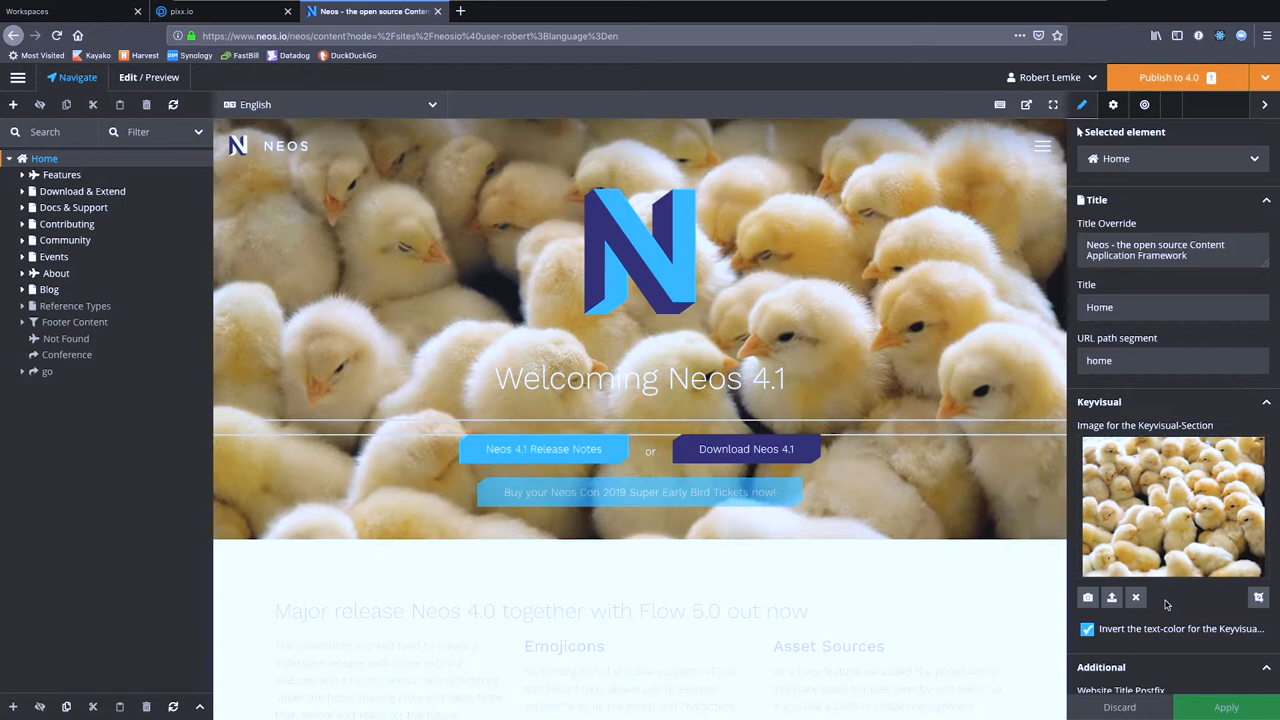 Workspaces
pixx.io
Neos - the open source Conten
https://www.neos.io/neos/content?node=%2Fsites%2Fneosio%40user-robert%3Blanguage%3Den
Most Visited
Kayako
Harvest
Synology
FastBill
Datadog
DuckDuckGo
Navigate
Edit / Preview
Robert Lemke
Publish to 4.0 1
English
Search
Filter
Home
Features
Download & Extend
Docs & Support
Contributing
Community
Events
About
Blog
Reference Types
Footer Content
Not Found
Conference
go
NEOS
Welcoming Neos 4.1
Neos 4.1 Release Notes
or
Download Neos 4.1
Buy your Neos Con 2019 Super Early Bird Tickets now!
Major release Neos 4.0 together with Flow 5.0 out now
The community worked hard to create a
Emojicons
Asset Sources
Selected element
Home
Title
Title Override
Neos - the open source Content
Application Framework
Title
Home
URL path segment
home
Keyvisual
Image for the Keyvisual-Section
Invert the text-color for the Keyvisua...
Additional
Website Title Postfix
Discard
Apply